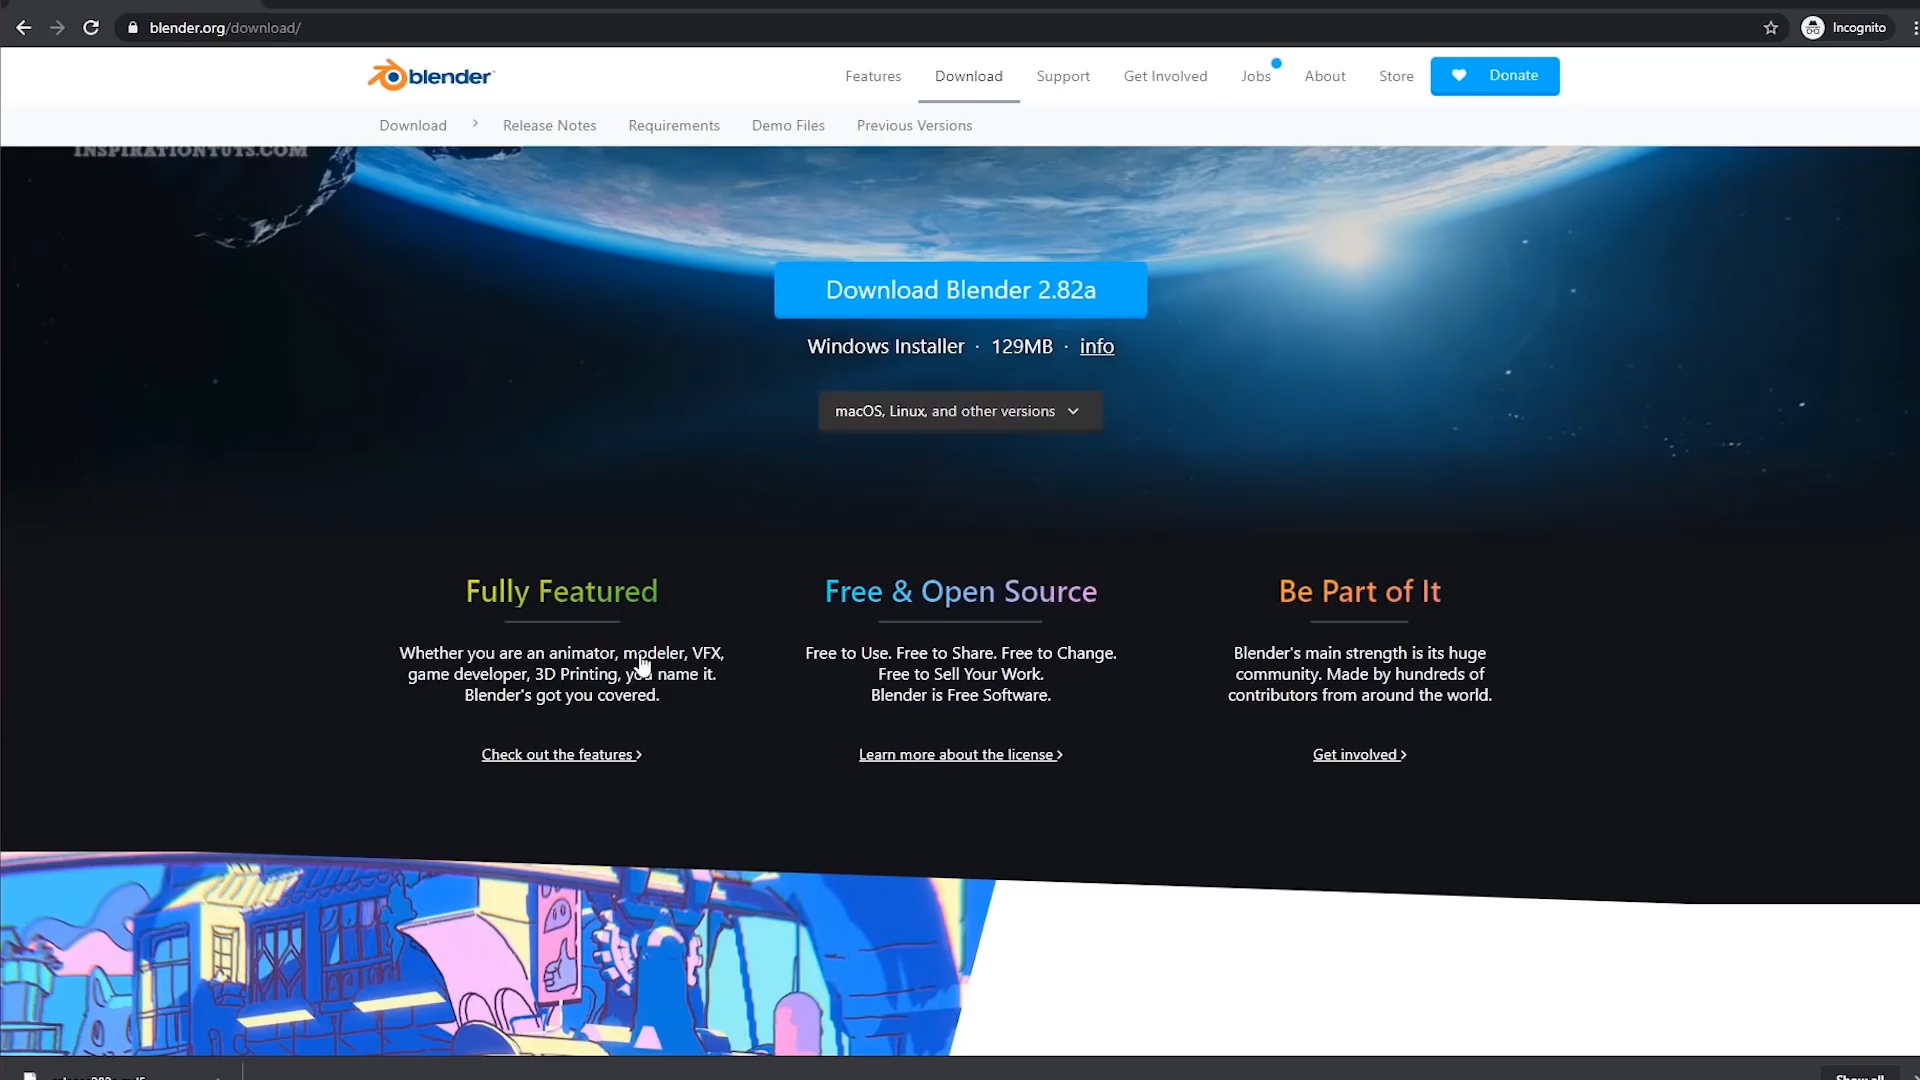 blender.org/download/
Incognito
blender
Features
Download
Support
Get Involved
Jobs
About
Store
Donate
Download
Release Notes
Requirements
Demo Files
Previous Versions
INSPIRATIONTUTS.COM
Download Blender 2.82a
Windows Installer · 129MB · info
macOS, Linux, and other versions
Fully Featured
Whether you are an animator, modeler, VFX,
game developer, 3D Printing, you name it.
Blender's got you covered.
Check out the features
Free & Open Source
Free to Use. Free to Share. Free to Change.
Free to Sell Your Work.
Blender is Free Software.
Learn more about the license
Be Part of It
Blender's main strength is its huge
community. Made by hundreds of
contributors from around the world.
Get involved
Show all